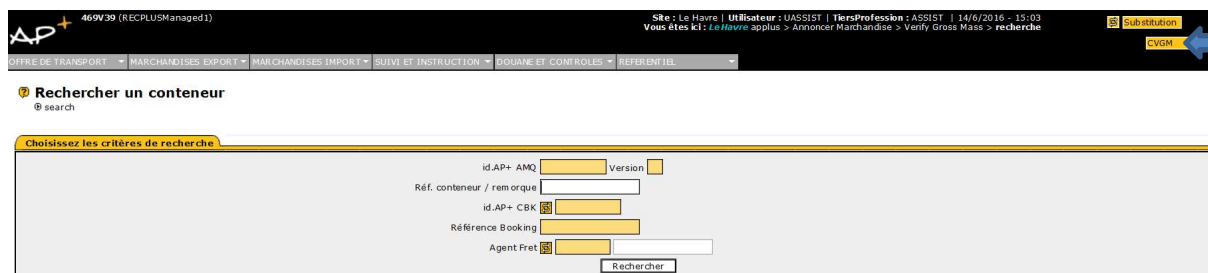 AP+
469V39 (RECPLUSManaged1)
Site : Le Havre | Utilisateur : UASSIST | TiersProfession : ASSIST | 14/6/2016 - 15:03
Vous êtes ici : Le Havre applus > Annoncer Marchandise > Verify Gross Mass > recherche
Substitution
CVGM
OFFRE DE TRANSPORT MARCHANDISES EXPORT MARCHANDISES IMPORT SUIVI ET INSTRUCTION DOUANE ET CONTROLES REFERENTIEL
Rechercher un conteneur
search
Choisissez les critères de recherche
id.AP+ AMQ Version
Réf. conteneur / remorque
id.AP+ CBK
Référence Booking
Agent Fret
Rechercher